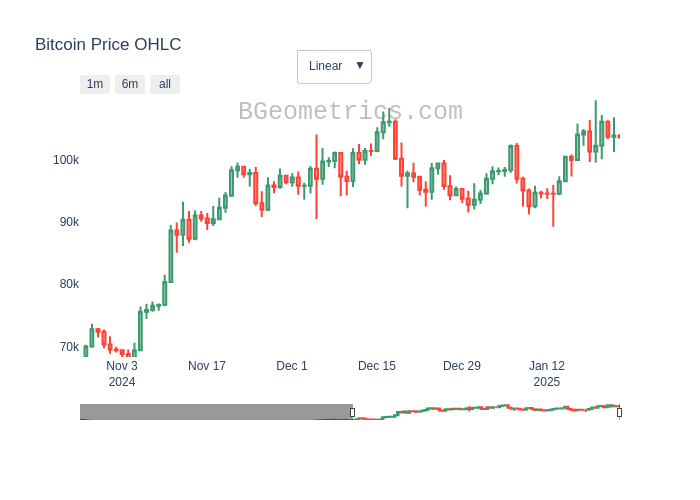 Bitcoin Price OHLC
Linear ▼
1m 6m all
BGeometrics.com
100k
90k
80k
70k
Nov 3 Nov 17 Dec 1 Dec 15 Dec 29 Jan 12
2024 2025